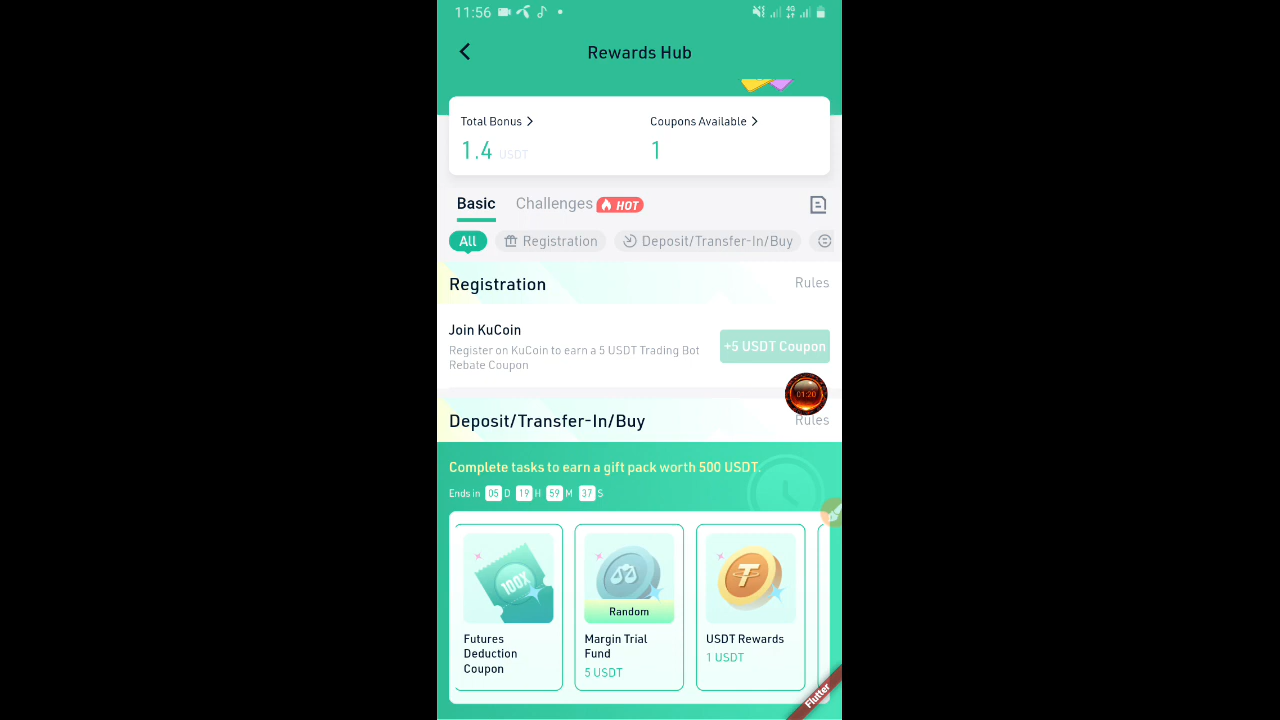 11:56
4G
Rewards Hub
Total Bonus
Coupons Available
1.4 USDT
1
Basic
Challenges
HOT
All
Registration
Deposit/Transfer-In/Buy
Registration
Rules
Join KuCoin
Register on KuCoin to earn a 5 USDT Trading Bot
Rebate Coupon
+5 USDT Coupon
01:20
Deposit/Transfer-In/Buy
Rules
Complete tasks to earn a gift pack worth 500 USDT.
Ends in 05 D 19 H 59 M 37 S
100X
Futures
Deduction
Coupon
Random
Margin Trial
Fund
5 USDT
USDT Rewards
1 USDT
Flutter